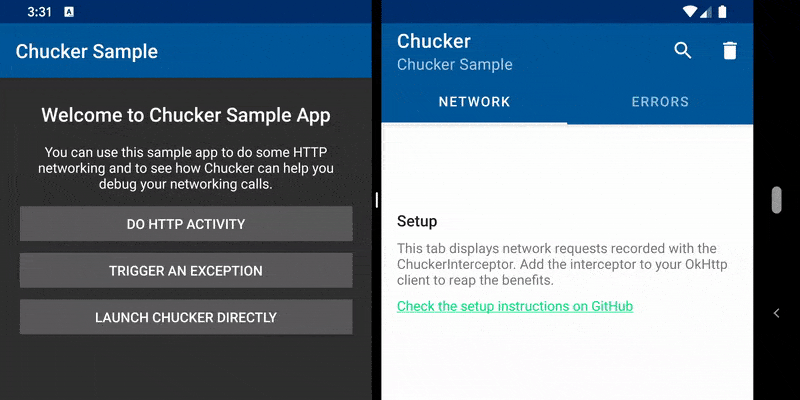 3:31 A
Chucker Sample
Welcome to Chucker Sample App
You can use this sample app to do some HTTP
networking and to see how Chucker can help you
debug your networking calls.
DO HTTP ACTIVITY
TRIGGER AN EXCEPTION
LAUNCH CHUCKER DIRECTLY
Chucker
Chucker Sample
NETWORK
ERRORS
Setup
This tab displays network requests recorded with the
ChuckerInterceptor. Add the interceptor to your OkHttp
client to reap the benefits.
Check the setup instructions on GitHub